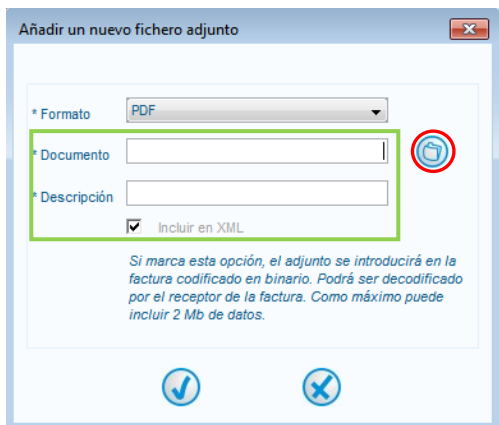 Añadir un nuevo fichero adjunto
* Formato PDF
* Documento
* Descripción
Incluir en XML
Si marca esta opción, el adjunto se introducirá en la
factura codificado en binario. Podrá ser decodificado
por el receptor de la factura. Como máximo puede
incluir 2 Mb de datos.